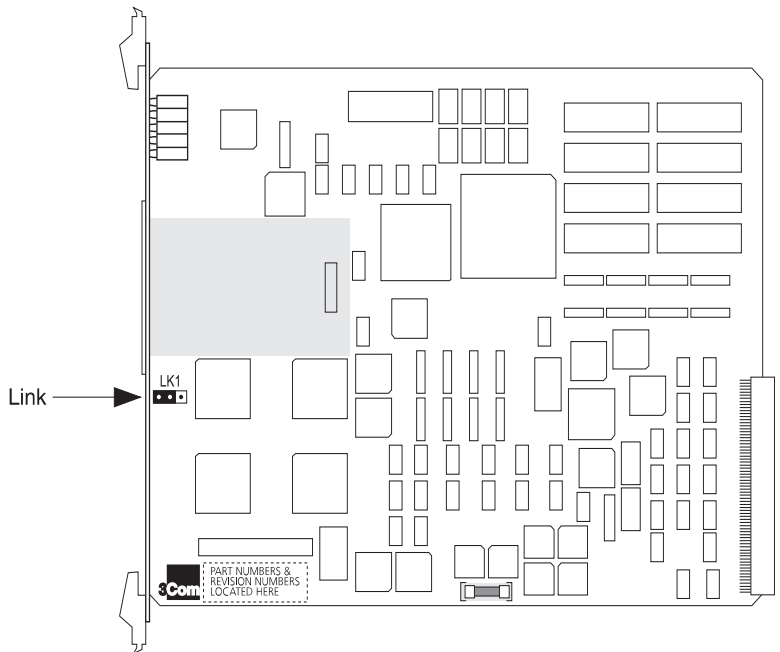 LK1
Link
3Com
PART NUMBERS &
REVISION NUMBERS
LOCATED HERE